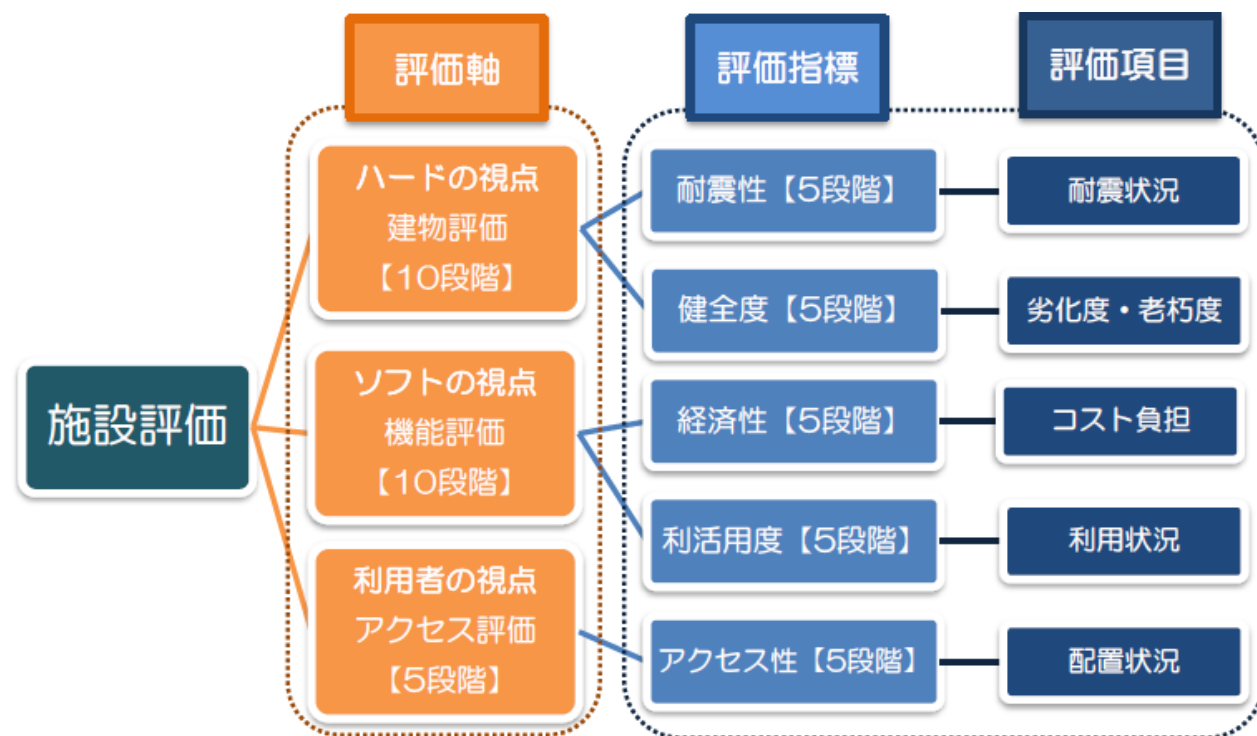 評価軸
評価指標
評価項目
施設評価
ハードの視点
建物評価
【10段階】
ソフトの視点
機能評価
【10段階】
利用者の視点
アクセス評価
【5段階】
耐震性【5段階】
耐震状況
健全度【5段階】
劣化度・老朽度
経済性【5段階】
コスト負担
利活用度【5段階】
利用状況
アクセス性【5段階】
配置状況